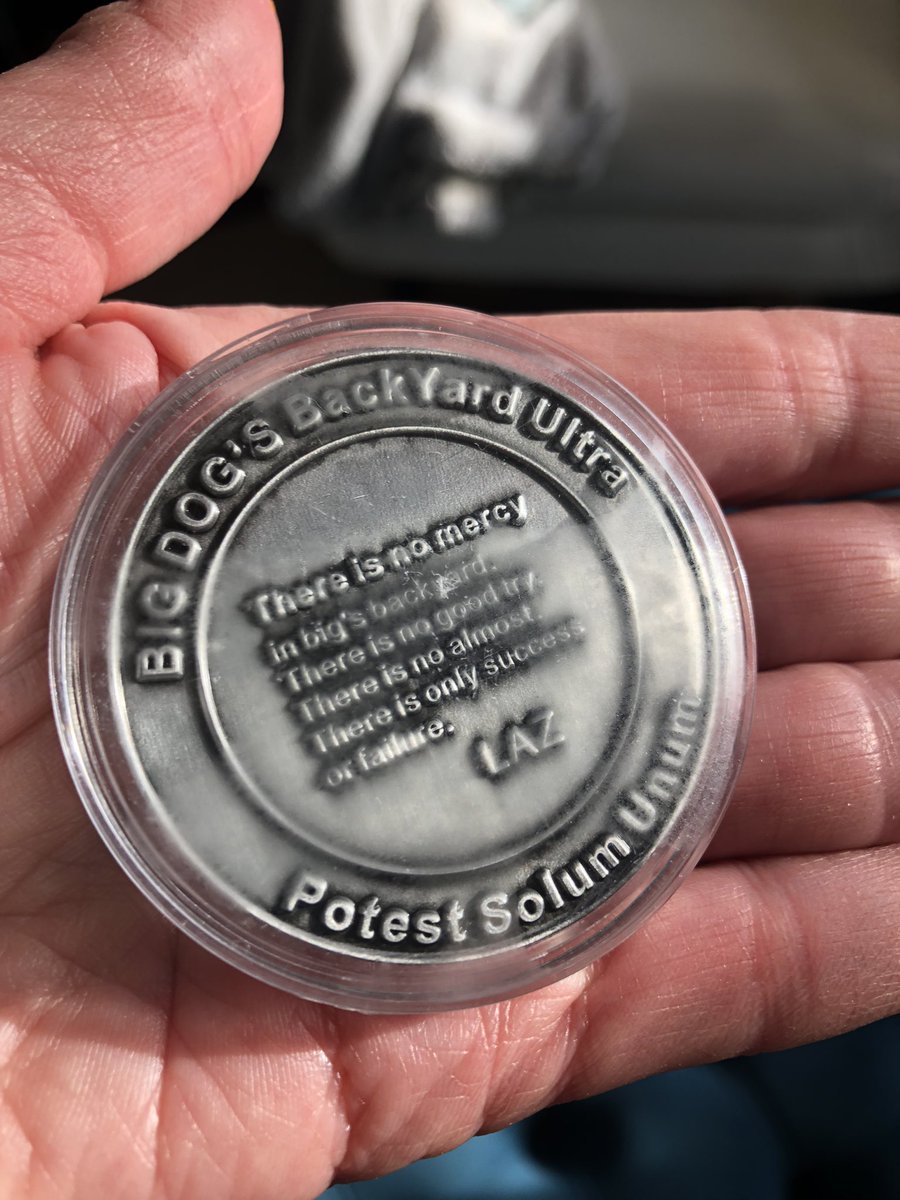 BIG DOG'S BackYard Ultra
There is no mercy
in big's backyard.
There is no good try.
There is no almost.
There is only success
or failure.
LAZ
Potest Solum Unum